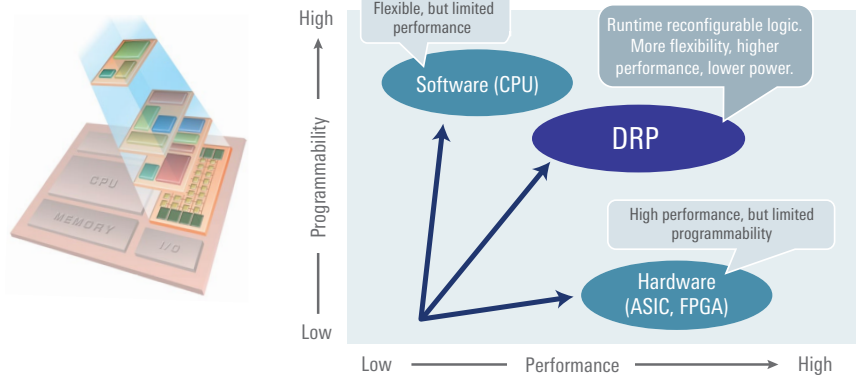 CPU
MEMORY
I/O
High
Programmability
Low
Flexible, but limited
performance
Software (CPU)
Runtime reconfigurable logic.
More flexibility, higher
performance, lower power.
DRP
High performance, but limited
programmability
Hardware
(ASIC, FPGA)
Low
Performance
High